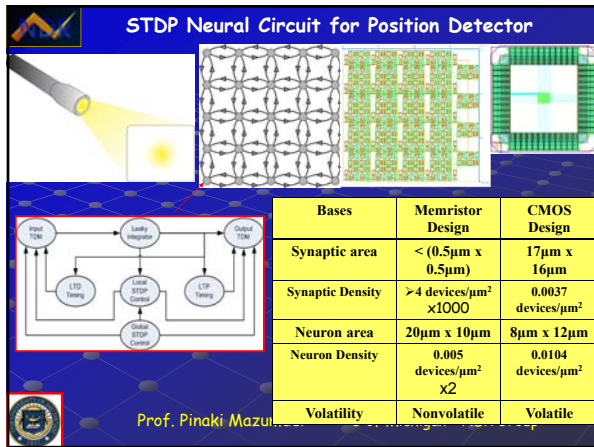 STDP Neural Circuit for Position Detector
Input
TDM
Leaky
Integrator
Output
TDM
LTD
Timing
Local
STDP
Control
LTP
Timing
Global
STDP
Control
Bases
Memristor
Design
CMOS
Design
Synaptic area
< (0.5μm x
0.5μm)
17μm x
16μm
Synaptic Density
➢4 devices/μm²
x1000
0.0037
devices/μm²
Neuron area
20μm x 10μm
8μm x 12μm
Neuron Density
0.005
devices/μm²
x2
0.0104
devices/μm²
Volatility
Nonvolatile
Volatile
Prof. Pinaki